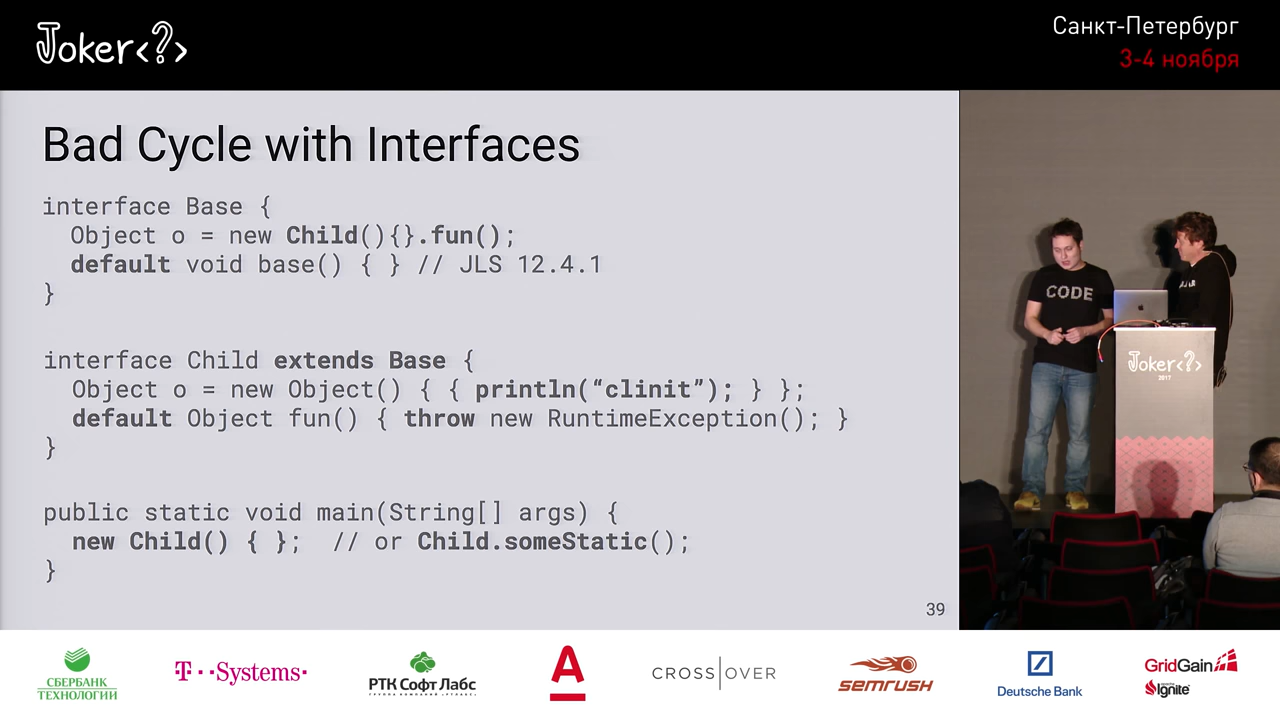 Joker<?>
Санкт-Петербург
3-4 ноября
Bad Cycle with Interfaces
interface Base {
Object o = new Child(){}.fun();
default void base() { } // JLS 12.4.1
}
interface Child extends Base {
Object o = new Object() { { println(“clinit”); } };
default Object fun() { throw new RuntimeException(); }
}
public static void main(String[] args) {
new Child() { }; // or Child.someStatic();
}
39
CODE
Joker<?>
2017
СБЕРБАНК
ТЕХНОЛОГИИ
T··Systems·
РТК Софт Лабс
A
CROSS|OVER
semrush
Deutsche Bank
GridGain
Ignite